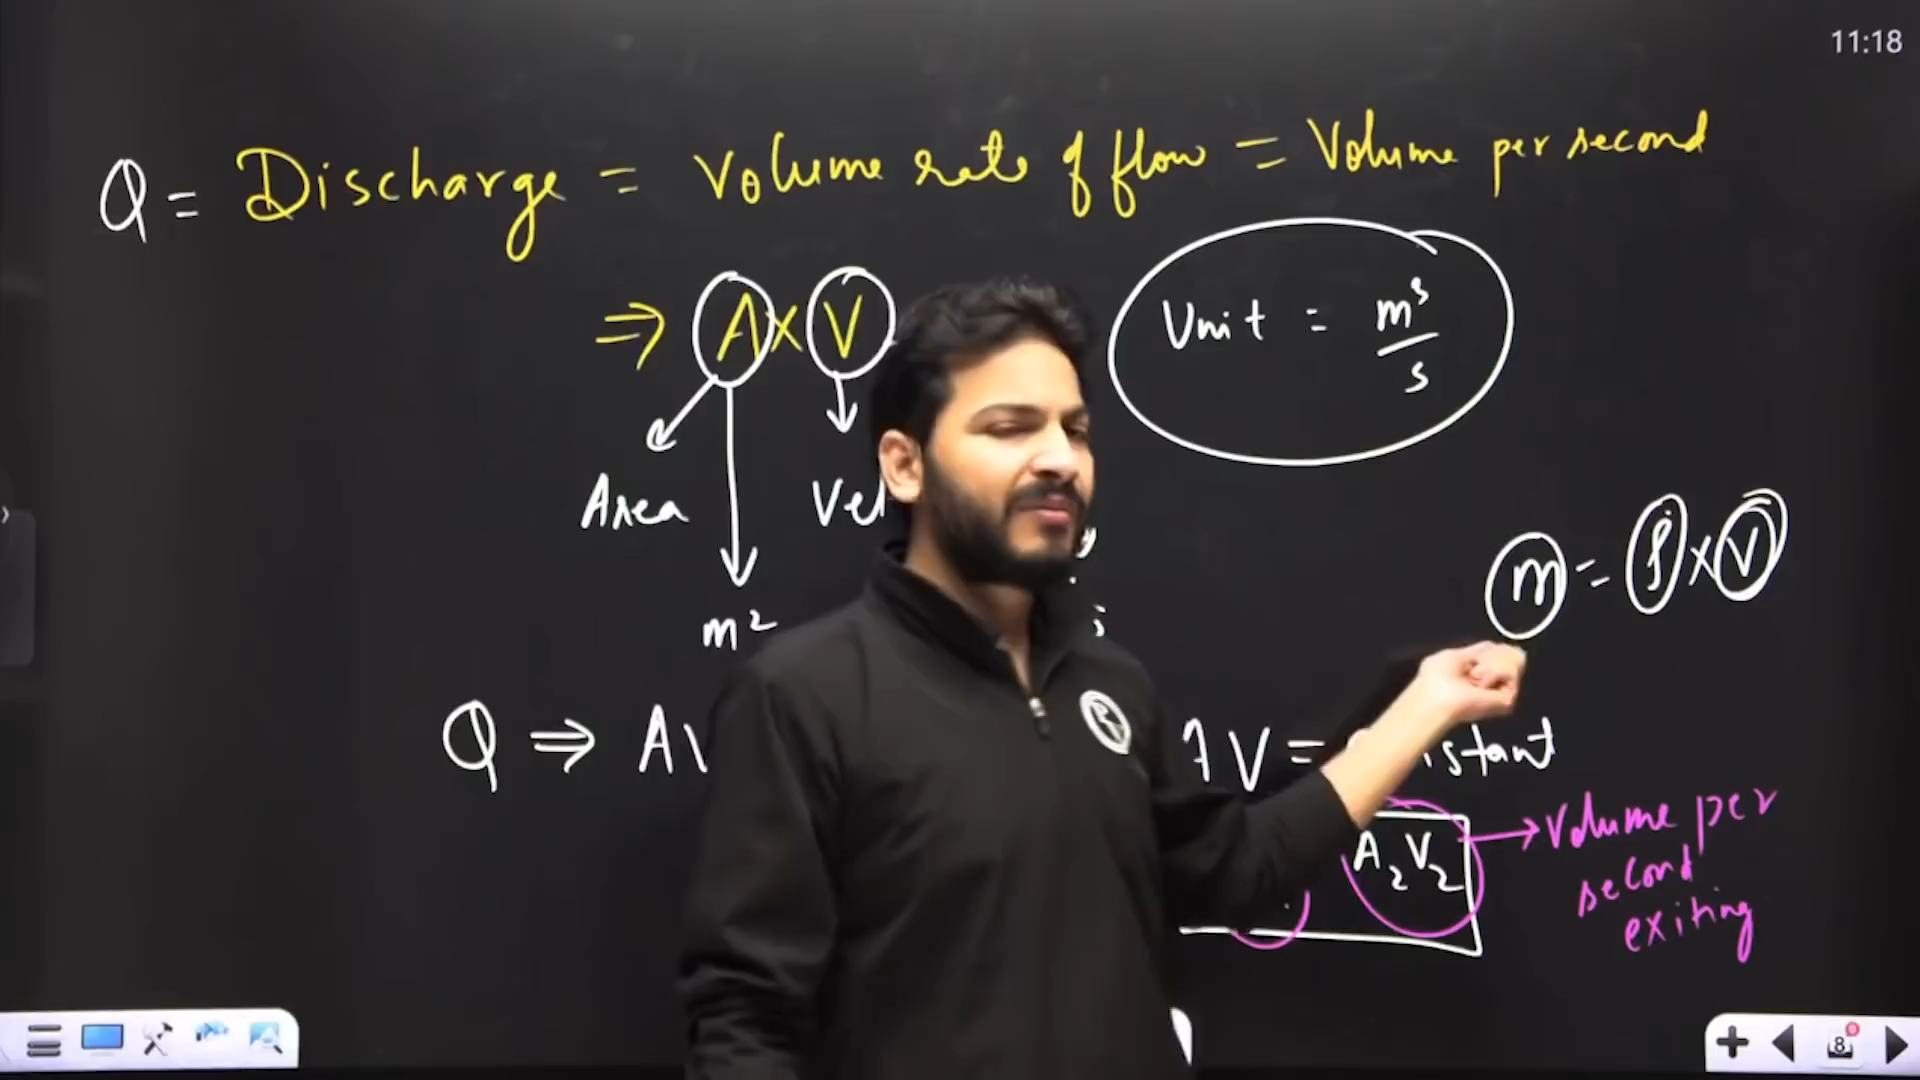 11:18
Q = Discharge = Volume rate of flow = Volume per second
⇒ A x V
Unit = m³/s
Area
m²
m = ρ x V
Q ⇒ A
V = 
A₂V₂ → Volume per
second
exiting
8